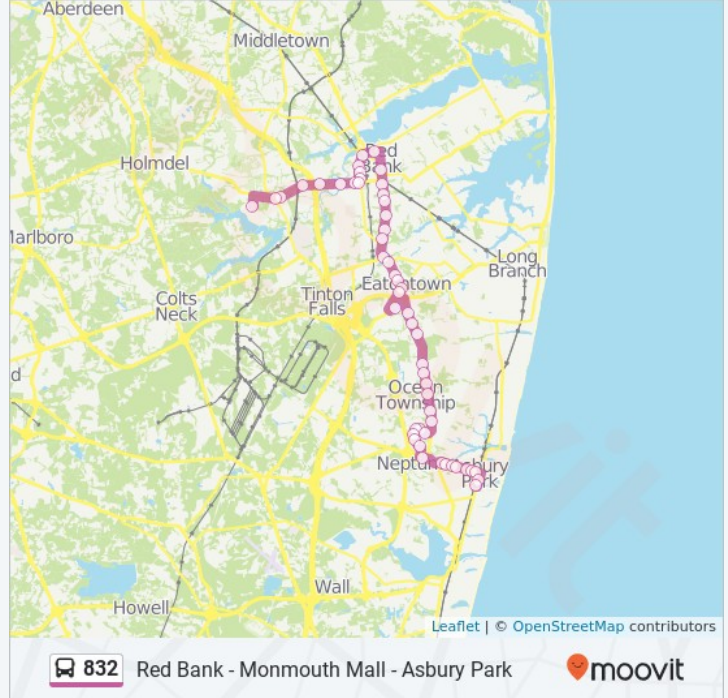 Aberdeen
Middletown
Red
Bank
Holmdel
Marlboro
Long
Branch
Eatontown
Tinton
Falls
Colts
Neck
d
Ocean
Township
Neptune
Asbury
Park
Wall
Howell
Leaflet | © OpenStreetMap contributors
832 Red Bank - Monmouth Mall - Asbury Park moovit